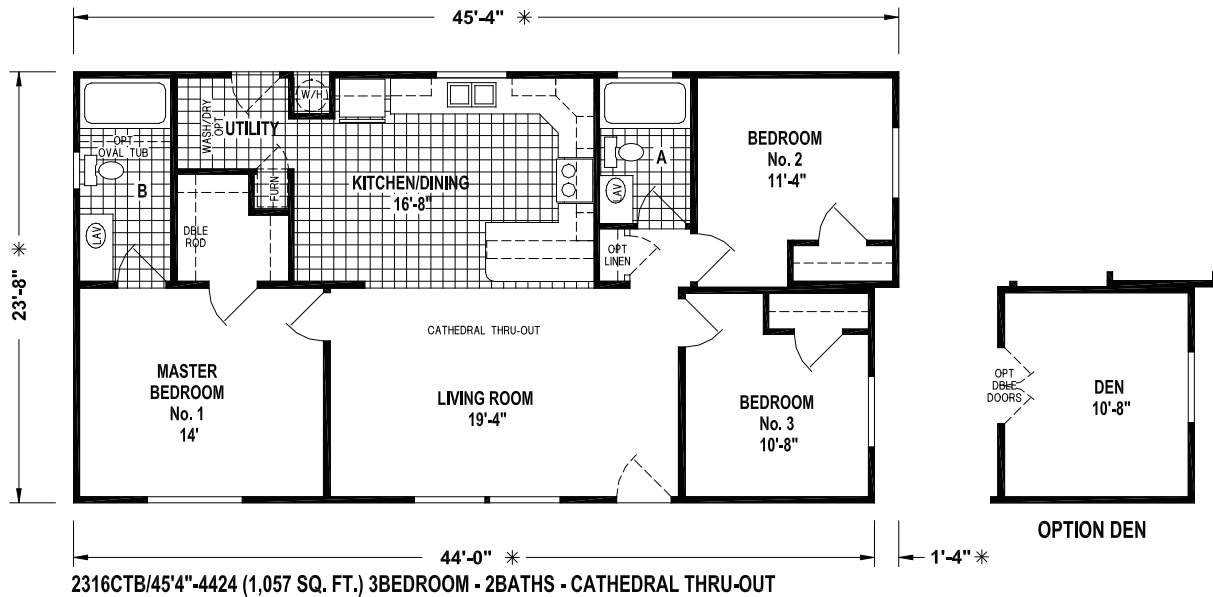 45'-4" ✳
23'-8" ✳
OPT
OVAL TUB
B
LAV
WASH/DRY
OPT
UTILITY
W/H
FURN
DBLE
ROD
KITCHEN/DINING
16'-8"
A
LAV
OPT
LINEN
BEDROOM
No. 2
11'-4"
MASTER
BEDROOM
No. 1
14'
CATHEDRAL THRU-OUT
LIVING ROOM
19'-4"
BEDROOM
No. 3
10'-8"
OPT
DBLE
DOORS
DEN
10'-8"
OPTION DEN
44'-0" ✳
1'-4" ✳
2316CTB/45'4"-4424 (1,057 SQ. FT.) 3BEDROOM - 2BATHS - CATHEDRAL THRU-OUT